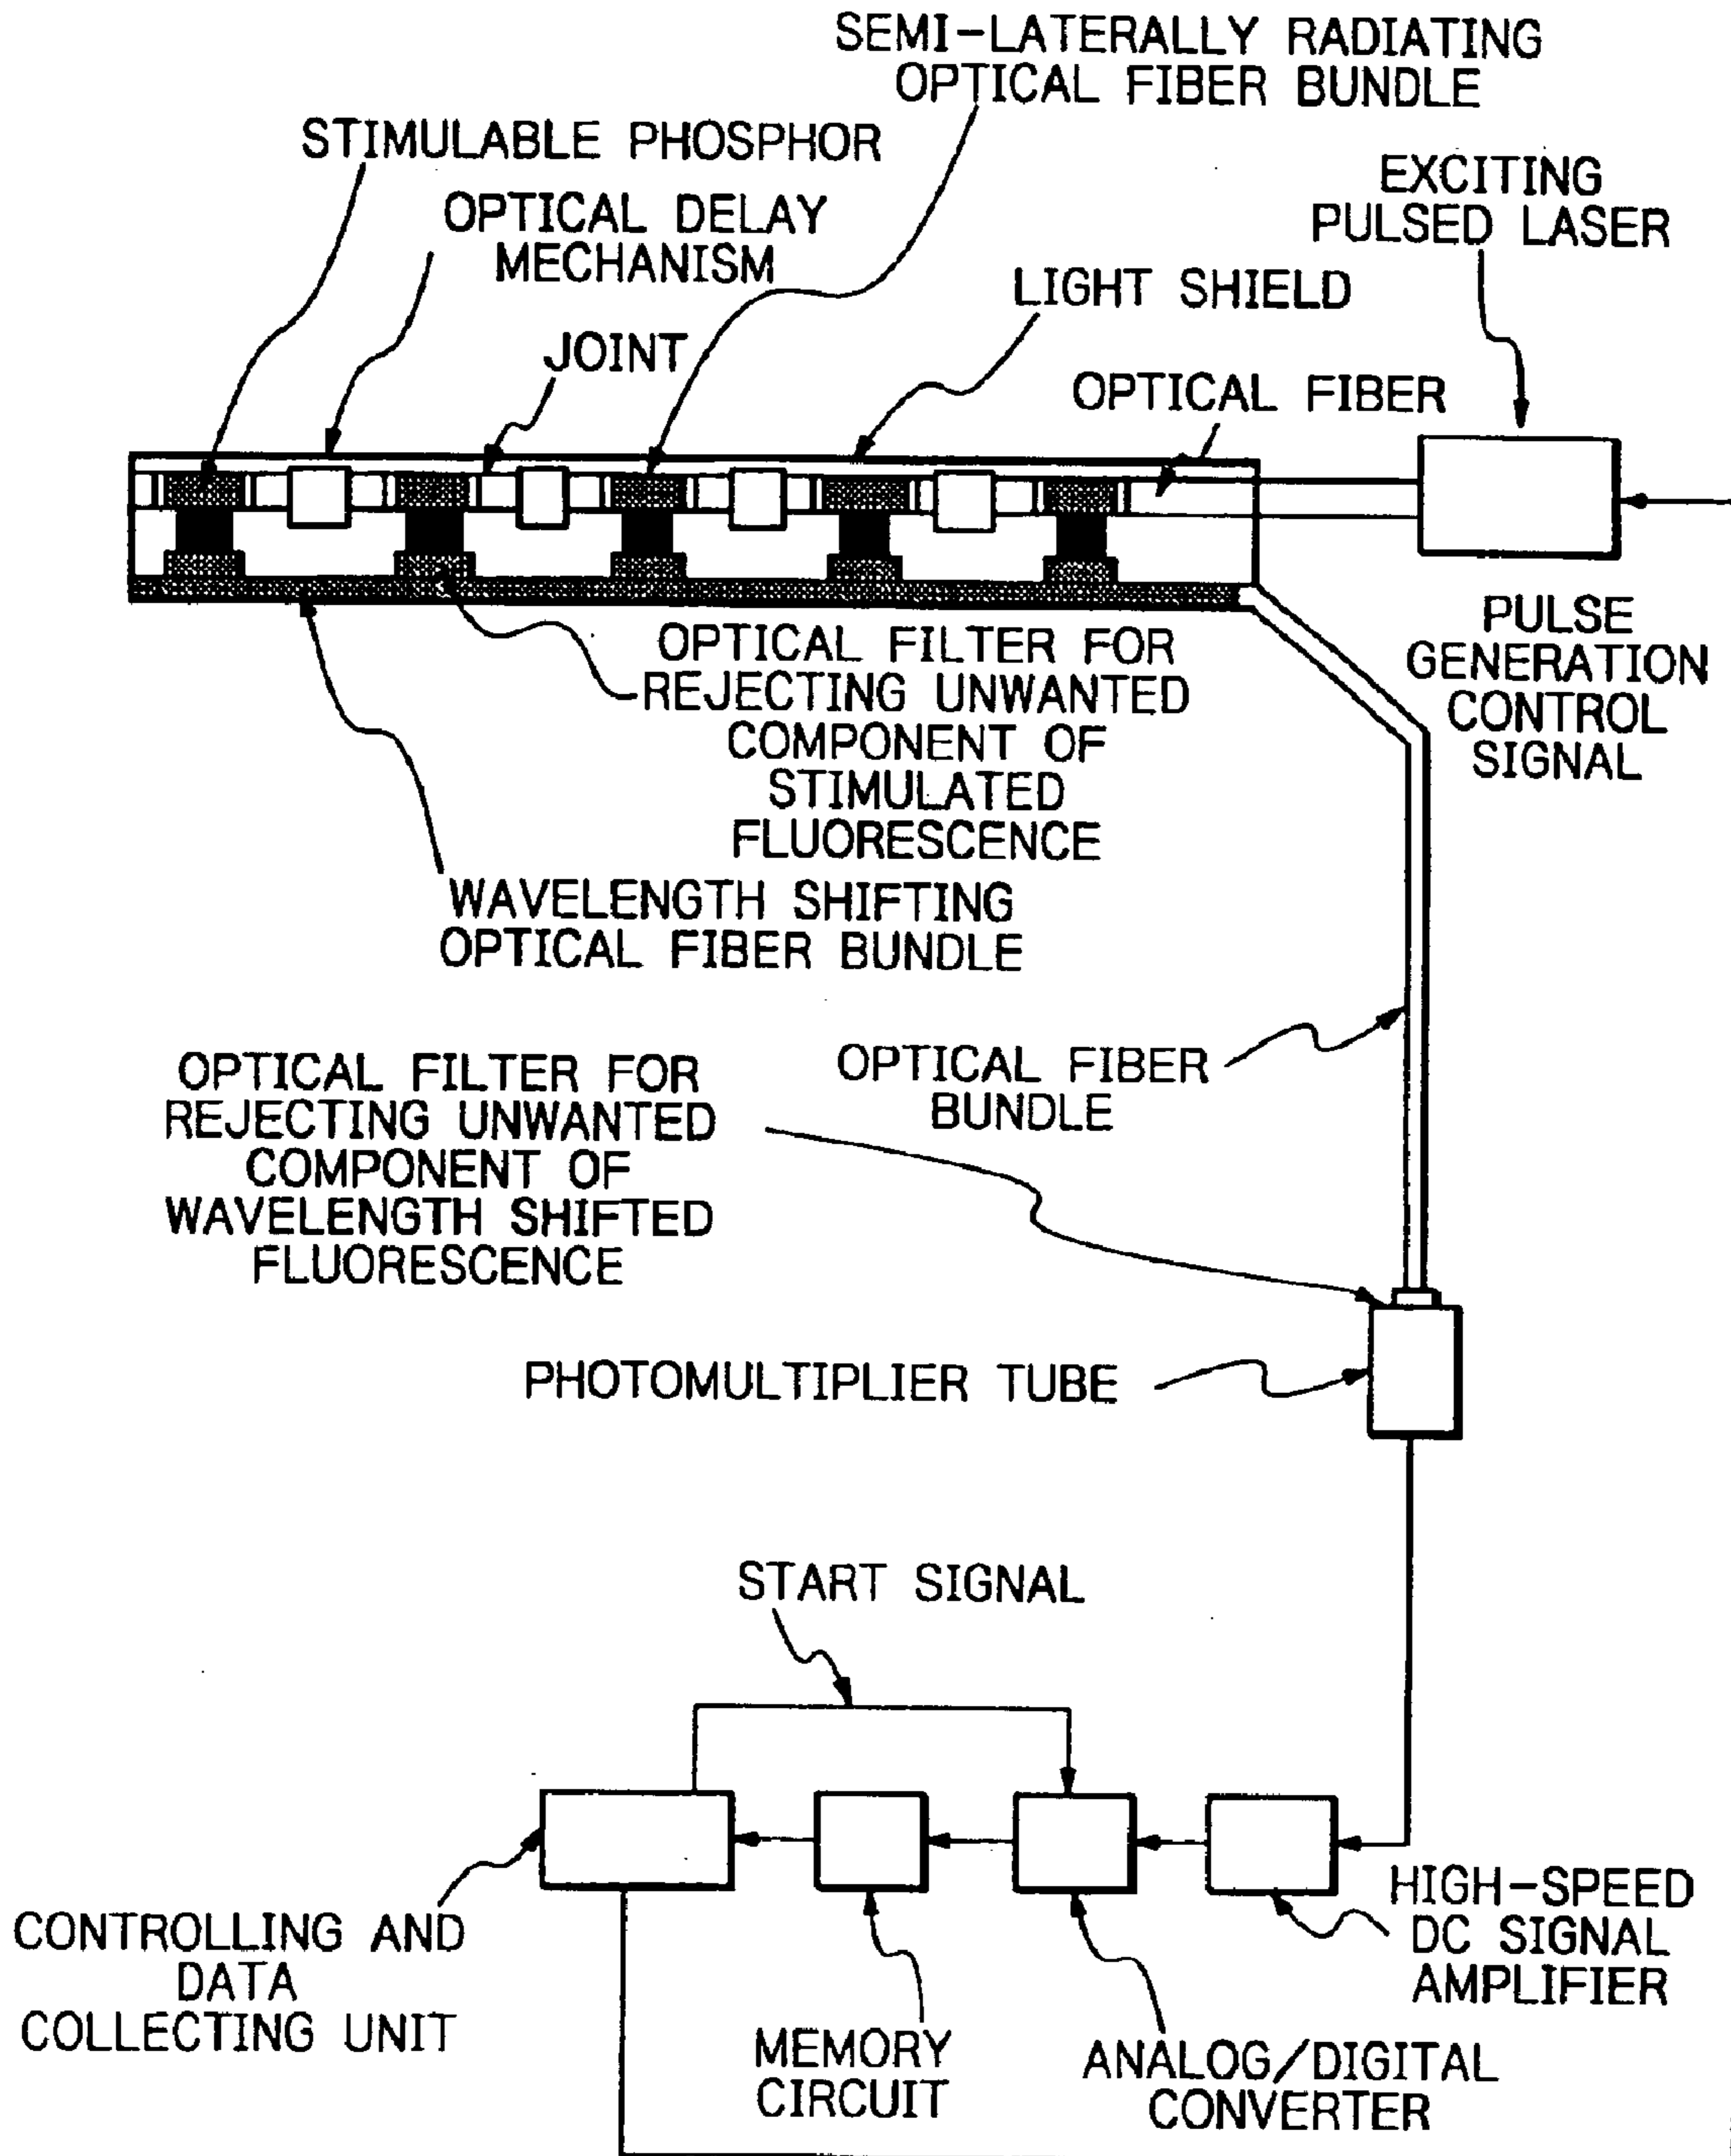 SEMI-LATERALLY RADIATING
OPTICAL FIBER BUNDLE
STIMULABLE PHOSPHOR
EXCITING
PULSED LASER
OPTICAL DELAY
MECHANISM
LIGHT SHIELD
JOINT
OPTICAL FIBER
PULSE
GENERATION
CONTROL
SIGNAL
OPTICAL FILTER FOR
REJECTING UNWANTED
COMPONENT OF
STIMULATED
FLUORESCENCE
WAVELENGTH SHIFTING
OPTICAL FIBER BUNDLE
OPTICAL FILTER FOR
REJECTING UNWANTED
COMPONENT OF
WAVELENGTH SHIFTED
FLUORESCENCE
OPTICAL FIBER
BUNDLE
PHOTOMULTIPLIER TUBE
START SIGNAL
CONTROLLING AND
DATA
COLLECTING UNIT
MEMORY
CIRCUIT
ANALOG/DIGITAL
CONVERTER
HIGH-SPEED
DC SIGNAL
AMPLIFIER